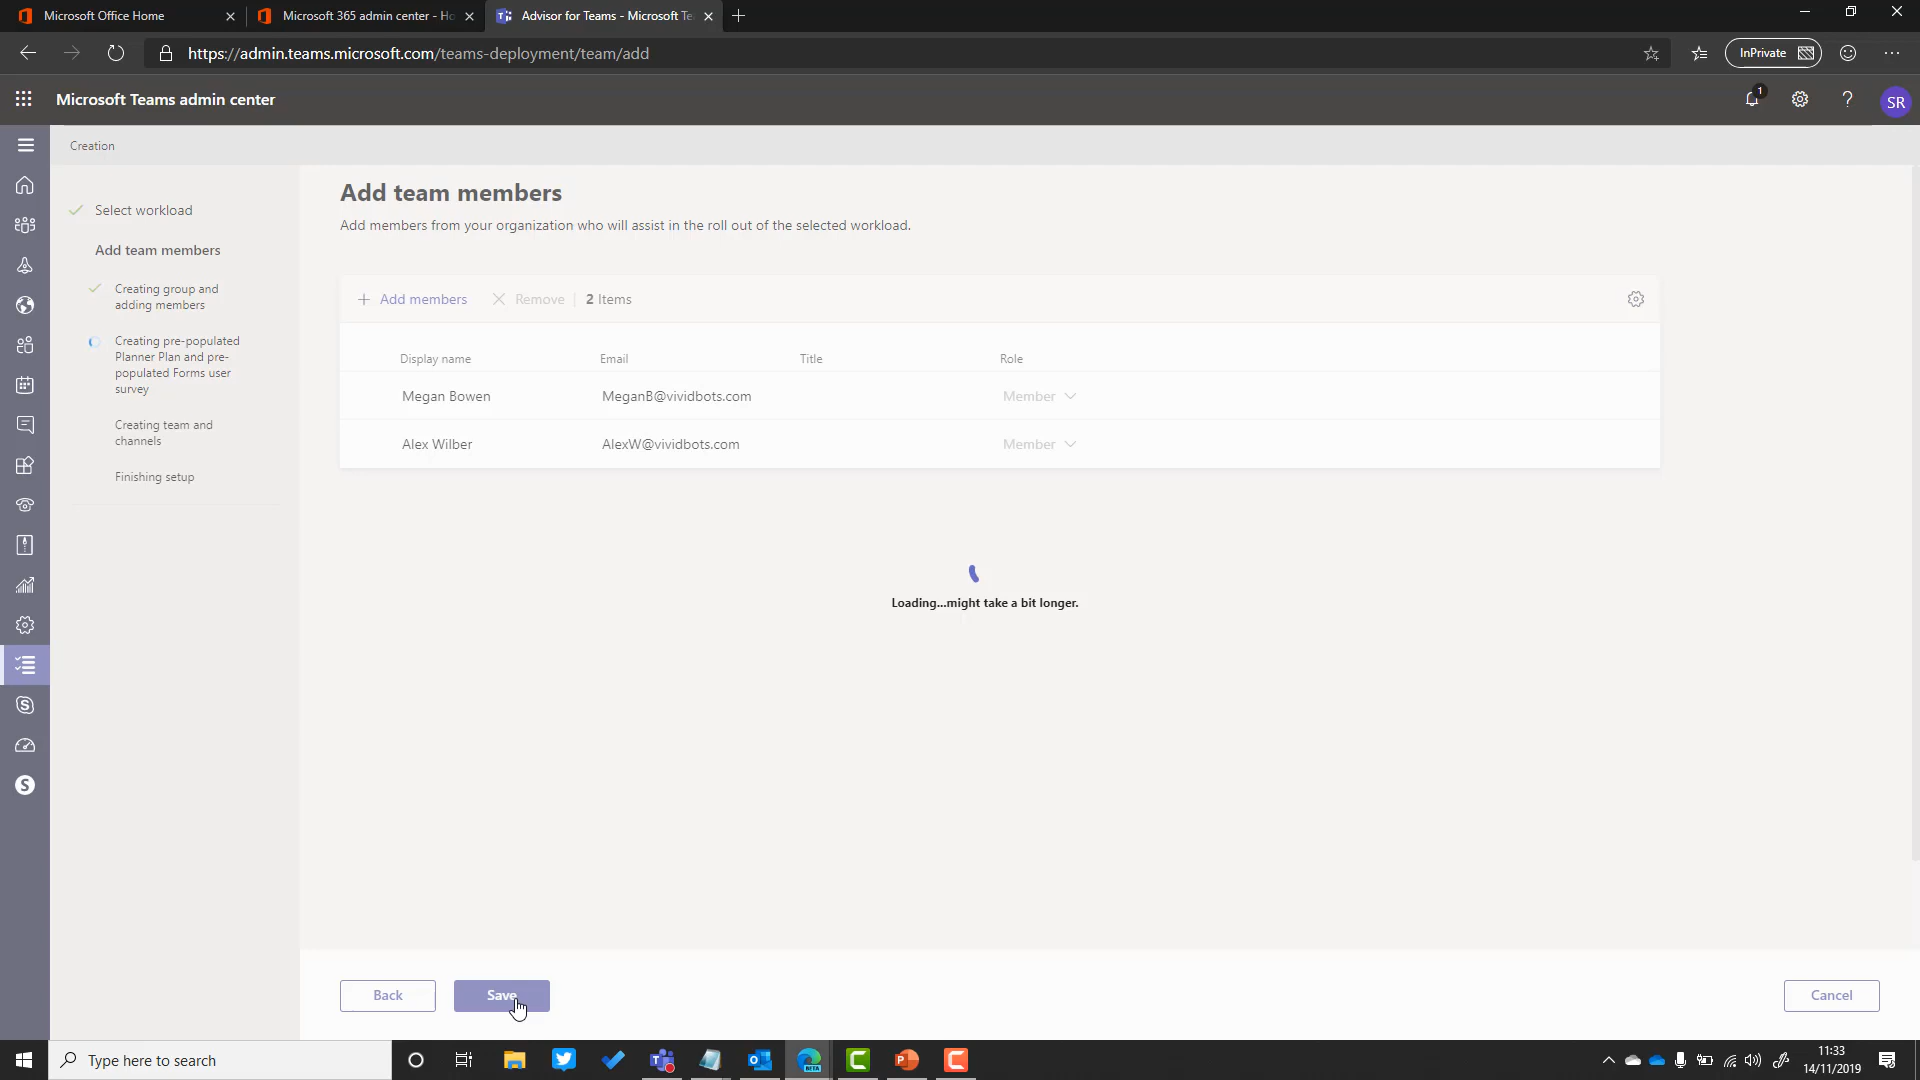 Microsoft Office Home
Microsoft 365 admin center - Ho
Advisor for Teams - Microsoft Te
https://admin.teams.microsoft.com/teams-deployment/team/add
InPrivate
Microsoft Teams admin center
1
SR
Creation
Select workload
Add team members
Creating group and
adding members
Creating pre-populated
Planner Plan and pre-
populated Forms user
survey
Creating team and
channels
Finishing setup
Add team members
Add members from your organization who will assist in the roll out of the selected workload.
Add members
Remove
2 Items
Display name
Email
Title
Role
Megan Bowen
MeganB@vividbots.com
Member
Alex Wilber
AlexW@vividbots.com
Member
Loading...might take a bit longer.
Back
Save
Cancel
Type here to search
BETA
11:33
14/11/2019